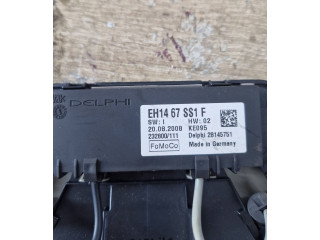 DELPHI
EH14 67 SS1 F
SW: I HW: 02
20.08.2008 KE095
232800/111 Delphi 28145751
FoMoCo Made in Germany